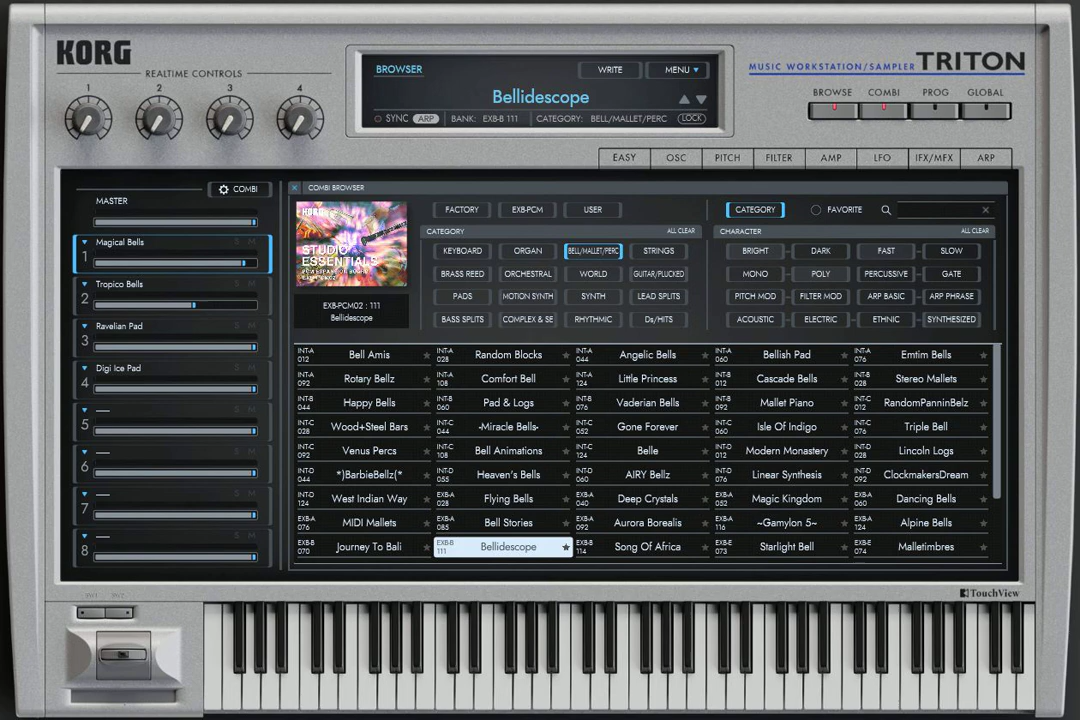 KORG
REALTIME CONTROLS
1 2 3 4
BROWSER WRITE MENU
Bellidescope
SYNC ARP BANK: EXB-B 111 CATEGORY: BELL/MALLET/PERC LOCK
MUSIC WORKSTATION/SAMPLER TRITON
BROWSE COMBI PROG GLOBAL
EASY OSC PITCH FILTER AMP LFO IFX/MFX ARP
COMBI
MASTER
1 Magical Bells S M
2 Tropico Bells S M
3 Ravelian Pad S M
4 Digi Ice Pad S M
5 — S M
6 — S M
7 — S M
8 — S M
× COMBI BROWSER
KORG
STUDIO
ESSENTIALS
EXB-PCM02 : 111
Bellidescope
FACTORY EXB-PCM USER CATEGORY FAVORITE ×
CATEGORY ALL CLEAR CHARACTER ALL CLEAR
KEYBOARD ORGAN BELL/MALLET/PERC STRINGS BRIGHT DARK FAST SLOW
BRASS REED ORCHESTRAL WORLD GUITAR/PLUCKED MONO POLY PERCUSSIVE GATE
PADS MOTION SYNTH SYNTH LEAD SPLITS PITCH MOD FILTER MOD ARP BASIC ARP PHRASE
BASS SPLITS COMPLEX & SE RHYTHMIC Ds/HITS ACOUSTIC ELECTRIC ETHNIC SYNTHESIZED
INT-A 012 Bell Amis INT-A 028 Random Blocks INT-A 044 Angelic Bells INT-A 060 Bellish Pad INT-A 076 Emtim Bells
INT-A 092 Rotary Bellz INT-A 108 Comfort Bell INT-A 124 Little Princess INT-B 012 Cascade Bells INT-B 028 Stereo Mallets
INT-B 044 Happy Bells INT-B 060 Pad & Logs INT-B 076 Vaderian Bells INT-B 092 Mallet Piano INT-C 012 RandomPanninBelz
INT-C 028 Wood+Steel Bars INT-C 044 -Miracle Bells- INT-C 052 Gone Forever INT-C 060 Isle Of Indigo INT-C 076 Triple Bell
INT-C 092 Venus Percs INT-C 108 Bell Animations INT-C 124 Belle INT-D 012 Modern Monastery INT-D 028 Lincoln Logs
INT-D 044 *)BarbieBellz(* INT-D 055 Heaven's Bells INT-D 060 AIRY Bellz INT-D 076 Linear Synthesis INT-D 092 ClockmakersDream
INT-D 124 West Indian Way EXB-A 028 Flying Bells EXB-A 040 Deep Crystals EXB-A 052 Magic Kingdom EXB-A 060 Dancing Bells
EXB-A 076 MIDI Mallets EXB-A 085 Bell Stories EXB-A 092 Aurora Borealis EXB-A 116 ~Gamylon 5~ EXB-A 124 Alpine Bells
EXB-B 070 Journey To Bali EXB-B 111 Bellidescope EXB-B 114 Song Of Africa EXB-E 073 Starlight Bell EXB-E 074 Malletimbres
TouchView
SW1 SW2